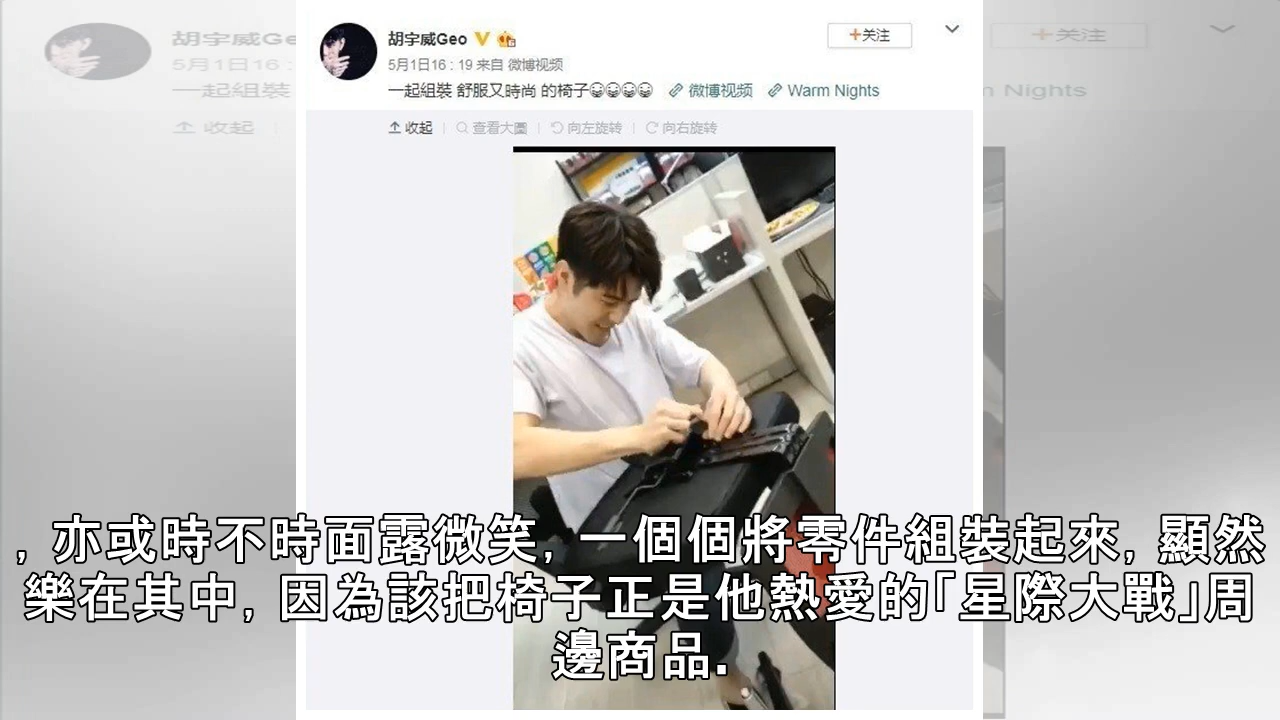 胡宇威Geo
+关注
5月1日16：19 来自 微博视频
一起組裝 舒服又時尚 的椅子😀😀😀😀 微博视频 Warm Nights
收起 查看大圖 向左旋转 向右旋转
, 亦或時不時面露微笑, 一個個將零件組裝起來, 顯然
樂在其中, 因為該把椅子正是他熱愛的「星際大戰」周
邊商品.